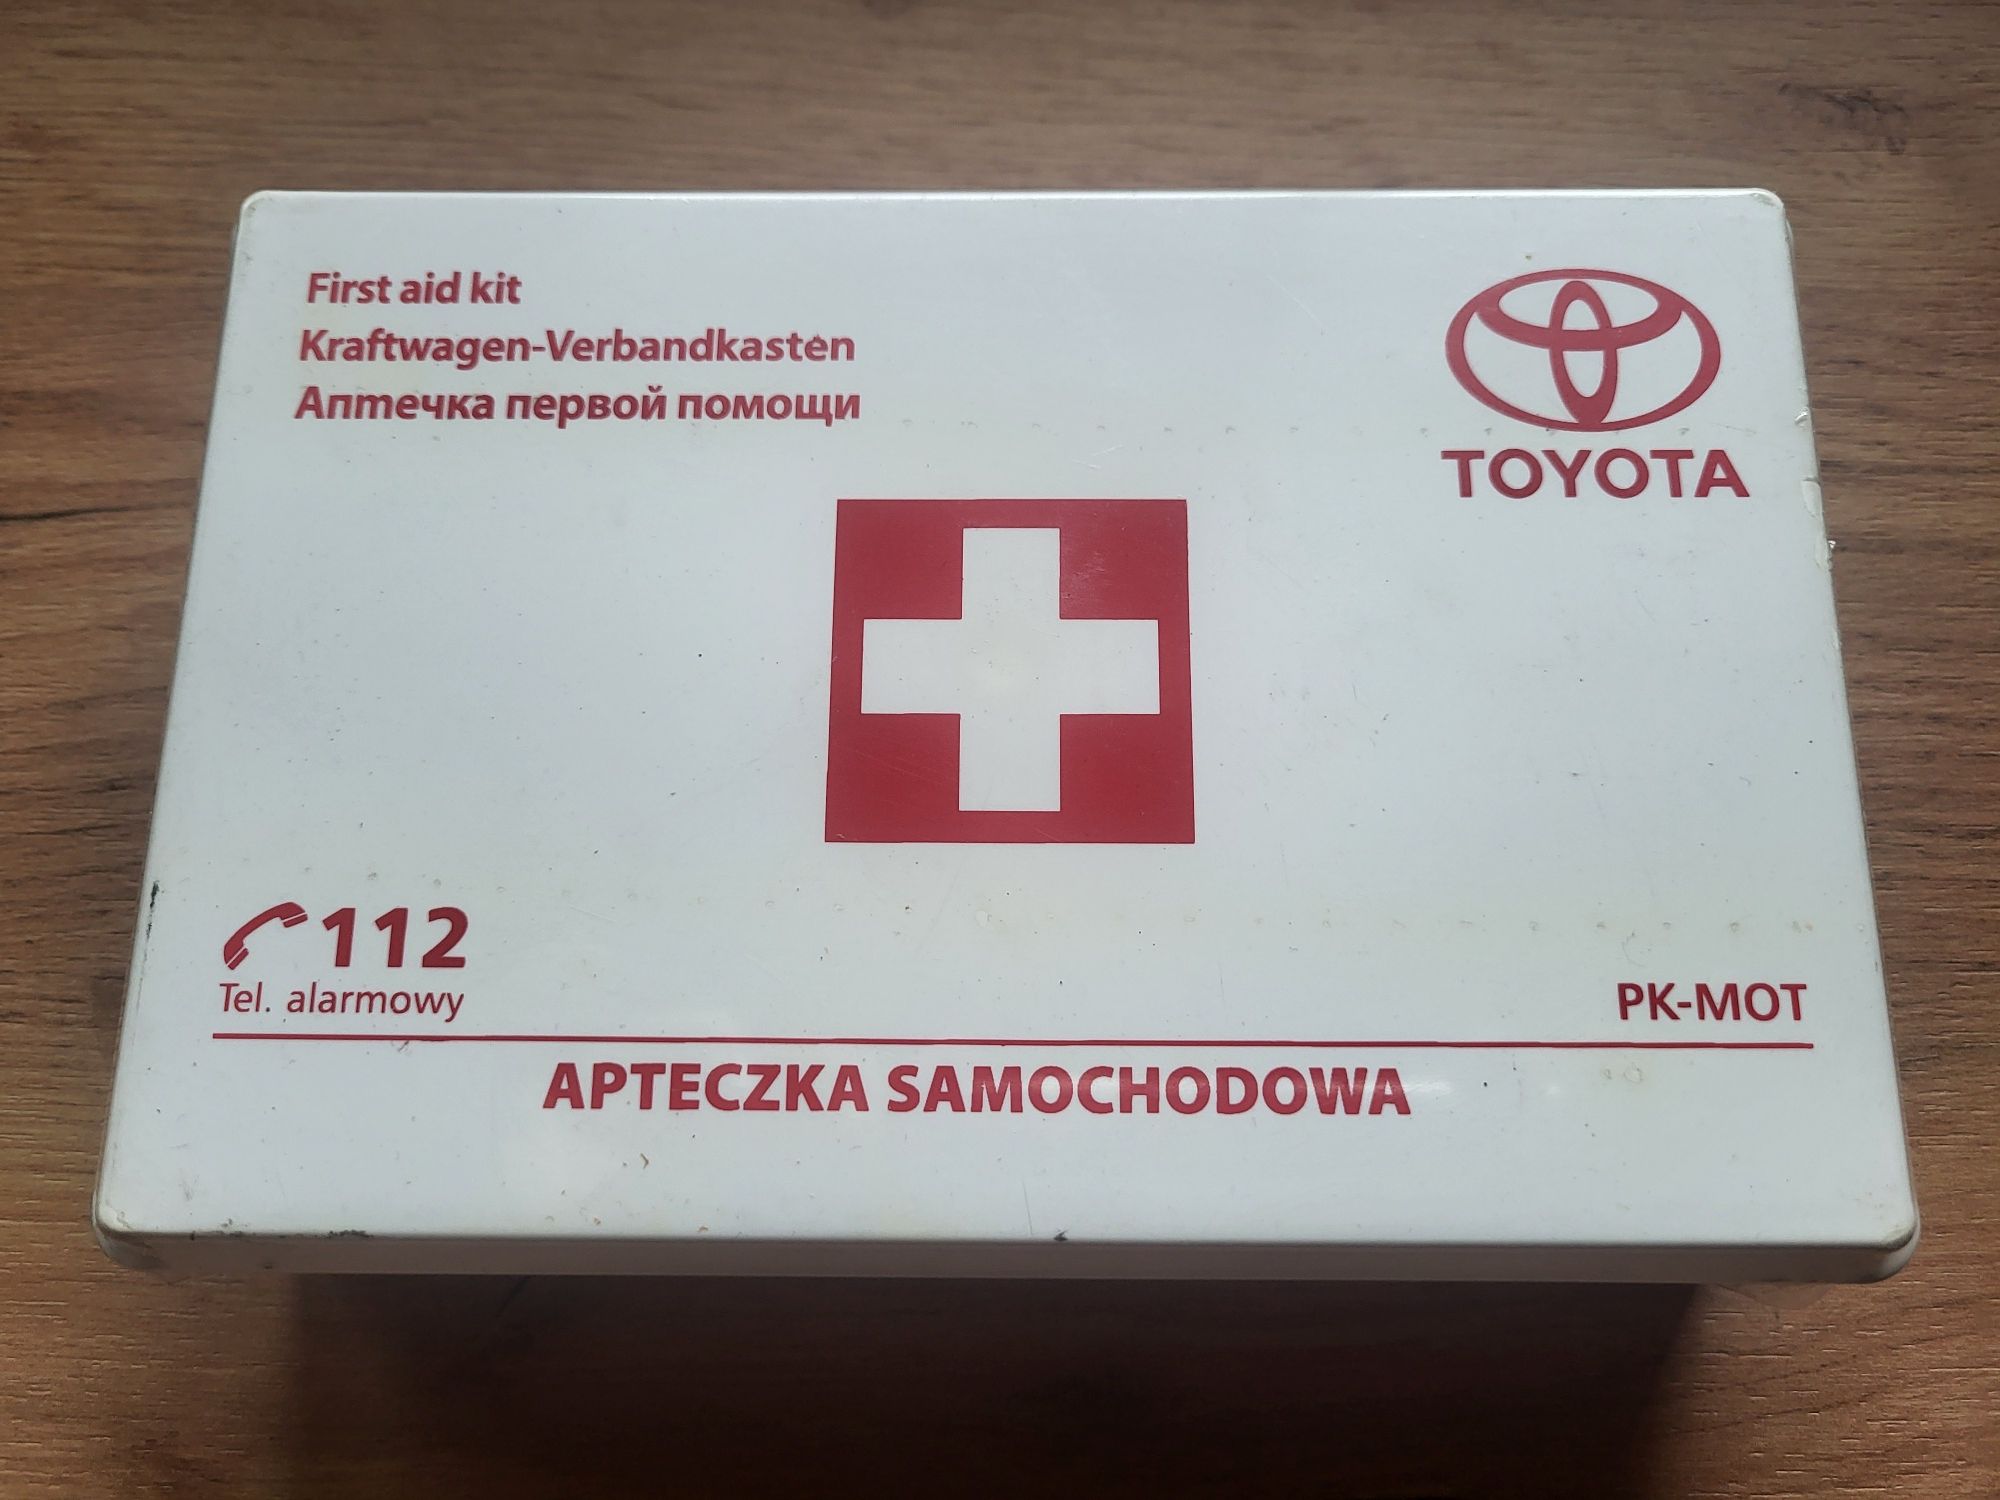 First aid kit
Kraftwagen-Verbandkasten
Аптечка первой помощи
TOYOTA
112
Tel. alarmowy
PK-MOT
APTECZKA SAMOCHODOWA